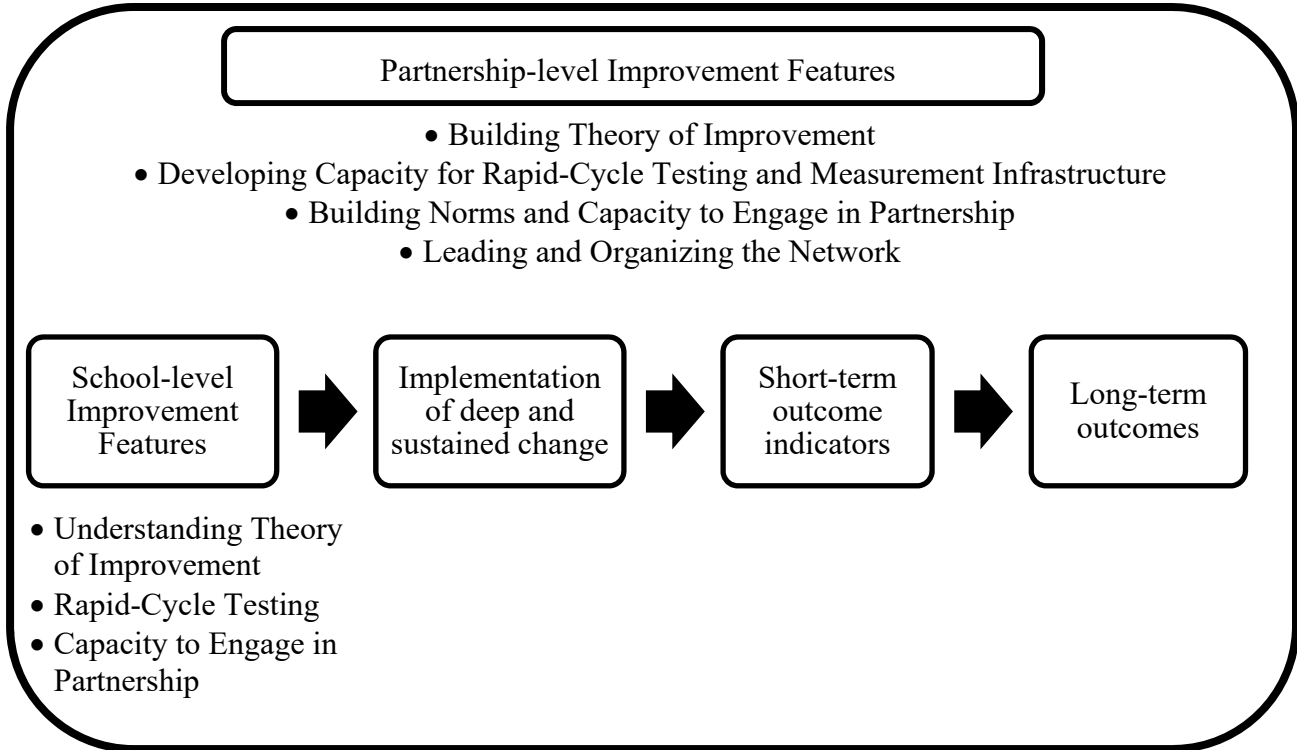 Partnership-level Improvement Features
• Building Theory of Improvement
• Developing Capacity for Rapid-Cycle Testing and Measurement Infrastructure
• Building Norms and Capacity to Engage in Partnership
• Leading and Organizing the Network
School-level
Improvement
Features
Implementation
of deep and
sustained change
Short-term
outcome
indicators
Long-term
outcomes
• Understanding Theory
of Improvement
• Rapid-Cycle Testing
• Capacity to Engage in
Partnership